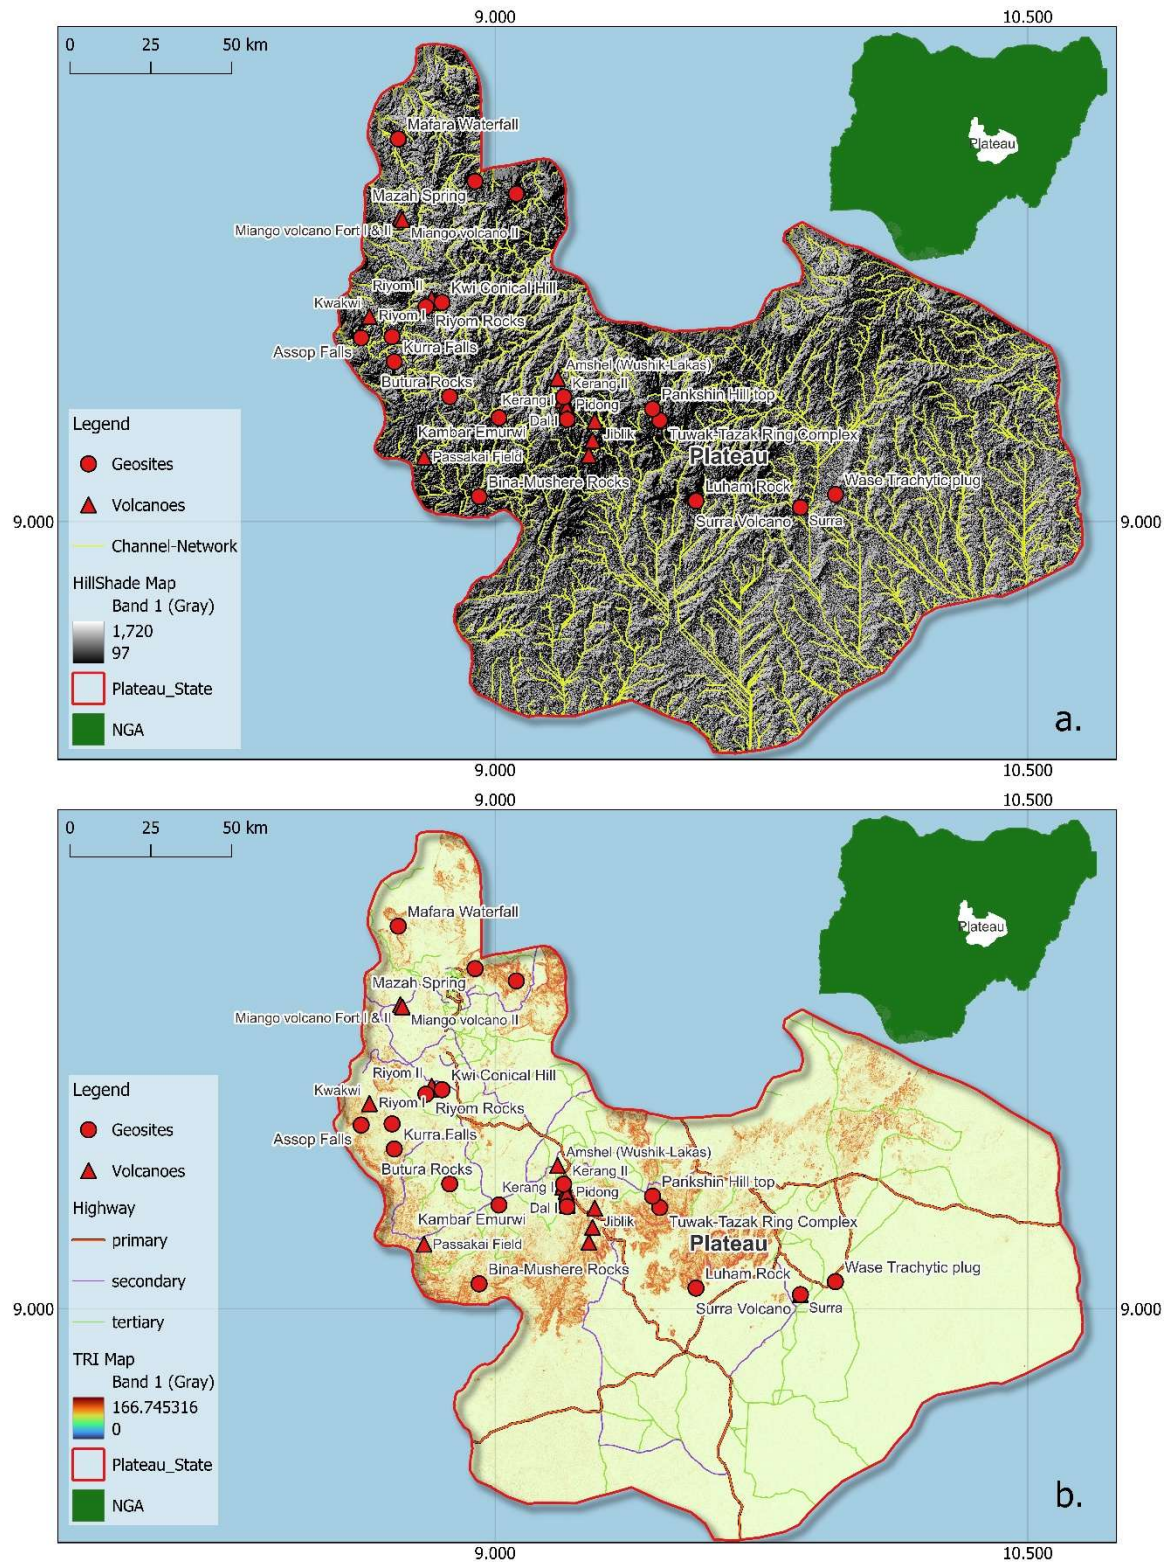 9.000
10.500
0 25 50 km
Plateau
Mafara Waterfall
Mazah Spring
Miango volcano Fort I & II
Miango volcano II
Riyom II
Kwi Conical Hill
Kwakwi
Riyom I
Riyom Rocks
Assop Falls
Kurra Falls
Amshel (Wushik-Lakas)
Butura Rocks
Kerang II
Kerang I
Pidong
Pankshin Hill top
Dal I
Kambar Emurwi
Jiblik
Tuwak-Tazak Ring Complex
Passakai Field
Plateau
Bina-Mushere Rocks
Luham Rock
Wase Trachytic plug
Surra Volcano
Surra
9.000
9.000
Legend
Geosites
Volcanoes
Channel-Network
HillShade Map
Band 1 (Gray)
1,720
97
Plateau_State
NGA
a.
9.000
10.500
9.000
10.500
0 25 50 km
Plateau
Mafara Waterfall
Mazah Spring
Miango volcano Fort I & II
Miango volcano II
Riyom II
Kwi Conical Hill
Kwakwi
Riyom I
Riyom Rocks
Assop Falls
Kurra Falls
Amshel (Wushik-Lakas)
Butura Rocks
Kerang II
Kerang I
Pidong
Pankshin Hill top
Dal I
Kambar Emurwi
Jiblik
Tuwak-Tazak Ring Complex
Passakai Field
Plateau
Bina-Mushere Rocks
Luham Rock
Wase Trachytic plug
Surra Volcano
Surra
9.000
9.000
Legend
Geosites
Volcanoes
Highway
primary
secondary
tertiary
TRI Map
Band 1 (Gray)
166.745316
0
Plateau_State
NGA
b.
9.000
10.500